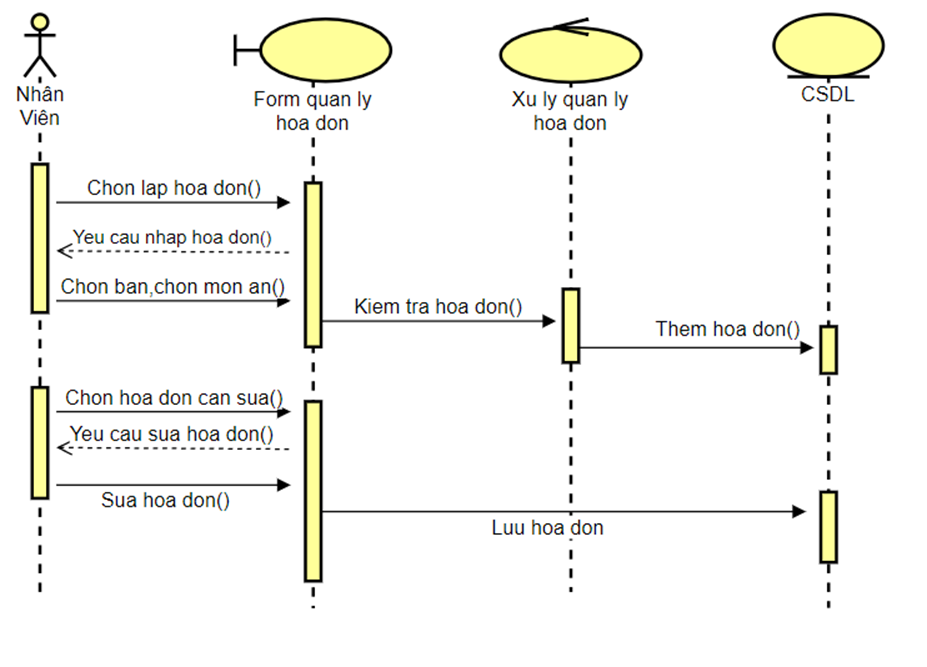 Nhân
Viên
Form quan ly
hoa don
Xu ly quan ly
hoa don
CSDL
Chon lap hoa don()
Yeu cau nhap hoa don()
Chon ban,chon mon an()
Kiem tra hoa don()
Them hoa don()
Chon hoa don can sua()
Yeu cau sua hoa don()
Sua hoa don()
Luu hoa don